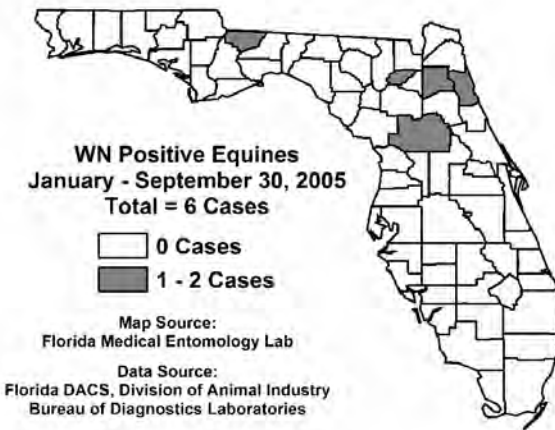 WN Positive Equines
January - September 30, 2005
Total = 6 Cases
0 Cases
1 - 2 Cases
Map Source:
Florida Medical Entomology Lab
Data Source:
Florida DACS, Division of Animal Industry
Bureau of Diagnostics Laboratories